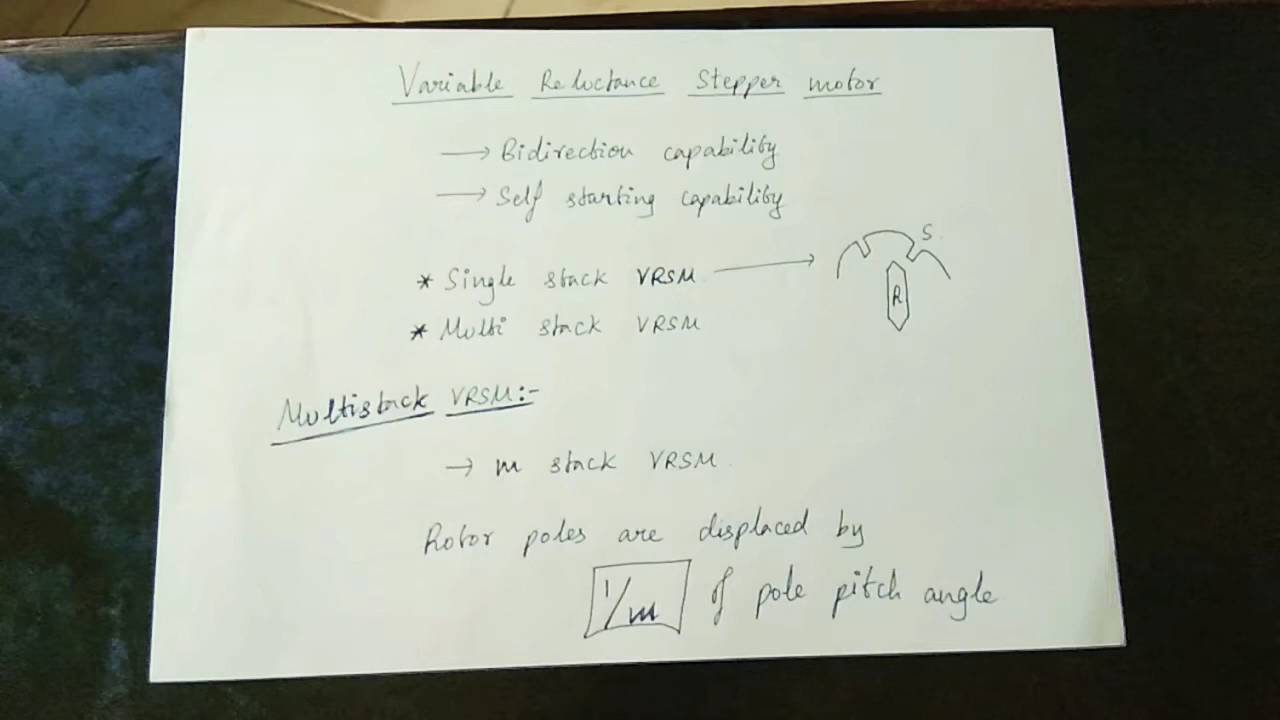 Variable Reluctance Stepper motor
→ Bidirection capability
→ Self starting capability
S
* Single stack VRSM →
R
* Multi stack VRSM
Multistack VRSM:-
→ m stack VRSM
Rotor poles are displaced by
1/m of pole pitch angle